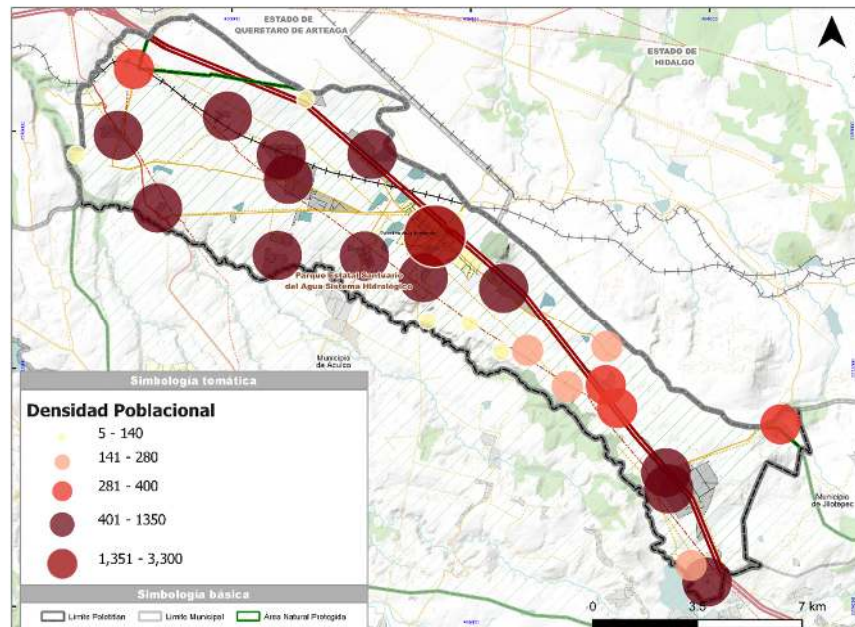 ESTADO DE
QUERETARO DE ARTEAGA
ESTADO DE
HIDALGO
Parque Estatal Santuario
del Agua Sistema Hidrológico
Municipio
de Aculco
Municipio
de Jilotepec
Simbología temática
Densidad Poblacional
5 - 140
141 - 280
281 - 400
401 - 1350
1,351 - 3,300
Simbología básica
Límite Polotitlán
Límite Municipal
Área Natural Protegida
0 3.5 7 km